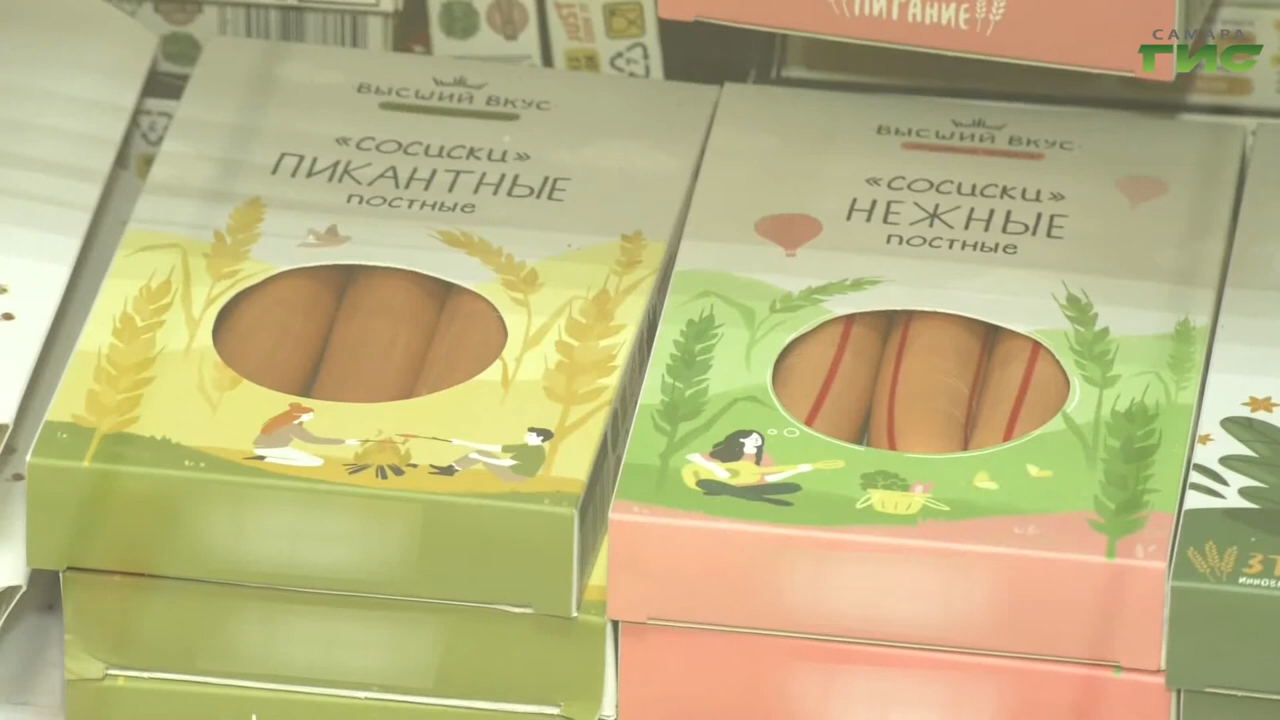 ПИТАНИЕ
САМАРА
ГИС
ВЫСШИЙ ВКУС
«СОСИСКИ»
ПИКАНТНЫЕ
постные
ВЫСШИЙ ВКУС
«СОСИСКИ»
НЕЖНЫЕ
постные